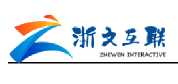 浙文互联
ZHEWEN INTERACTIVE